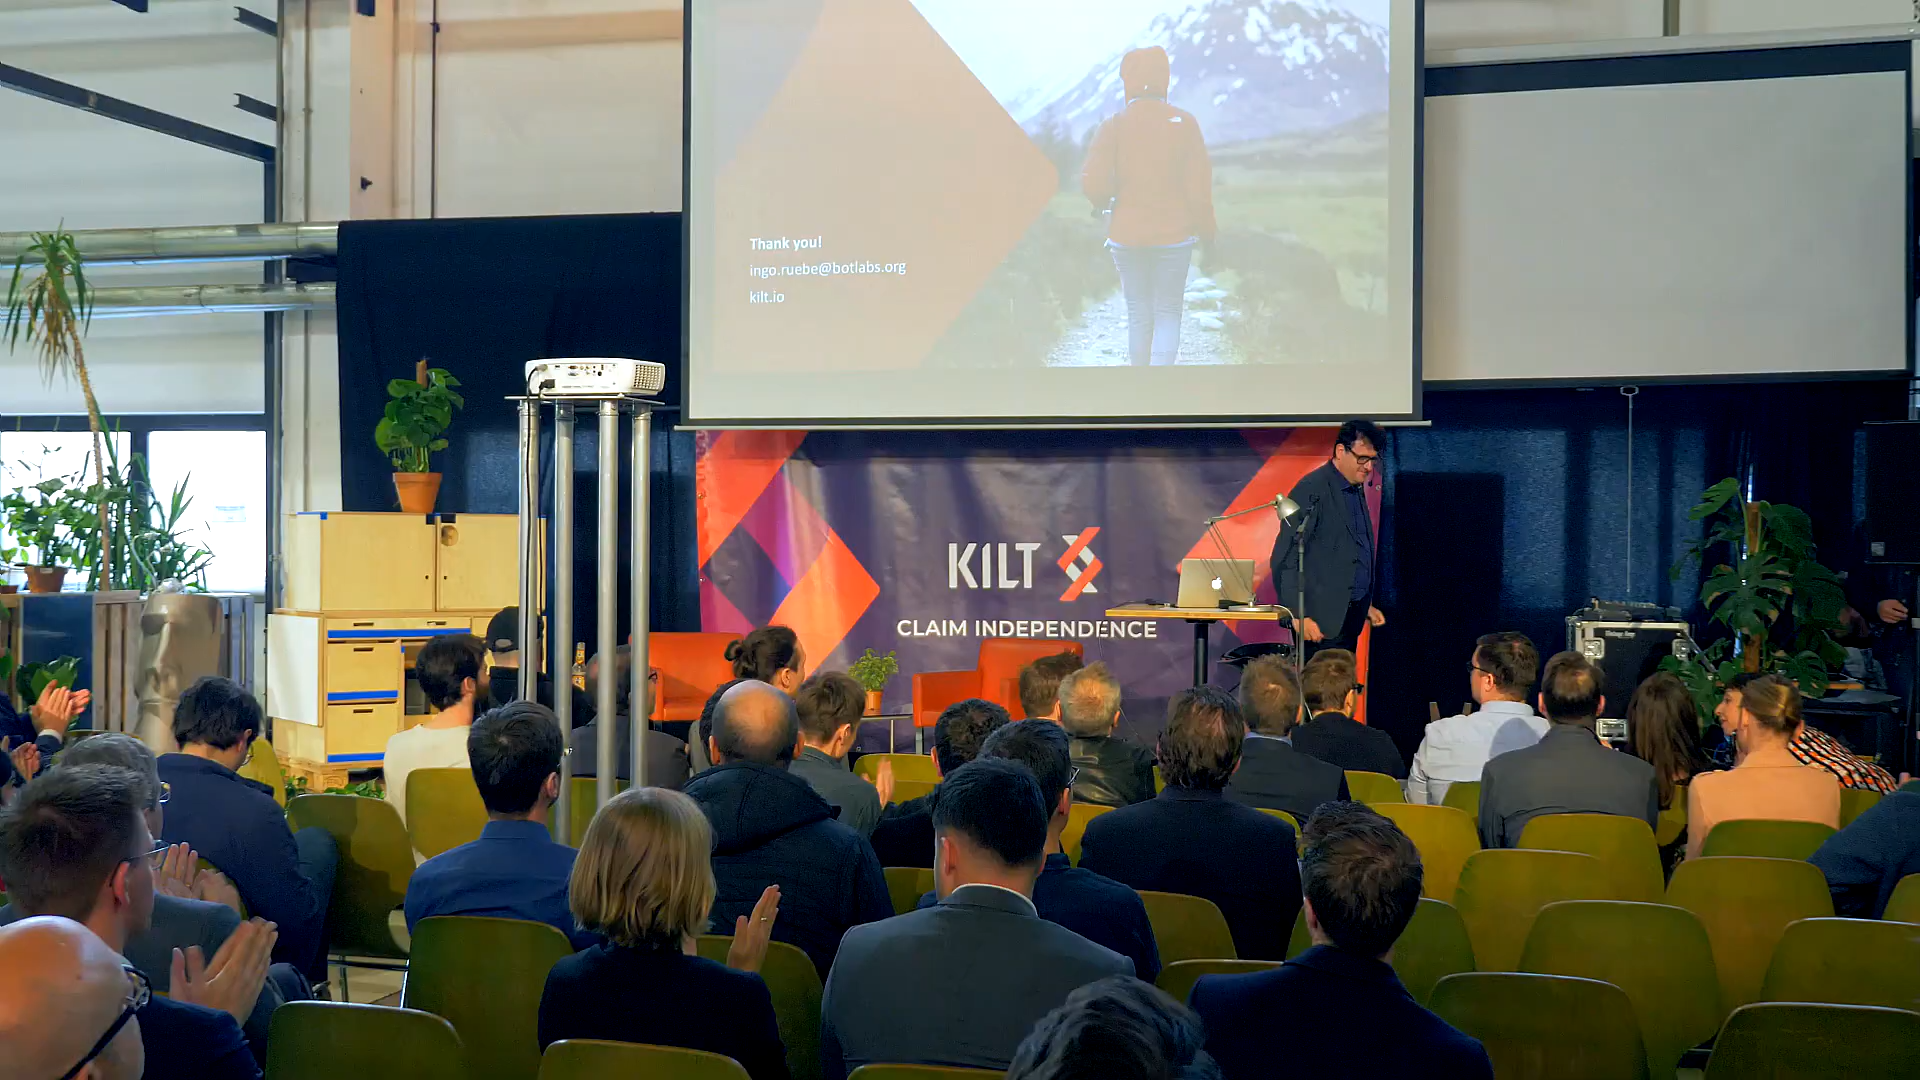 Thank you!
ingo.ruebe@botlabs.org
kilt.io
KILT
CLAIM INDEPENDENCE